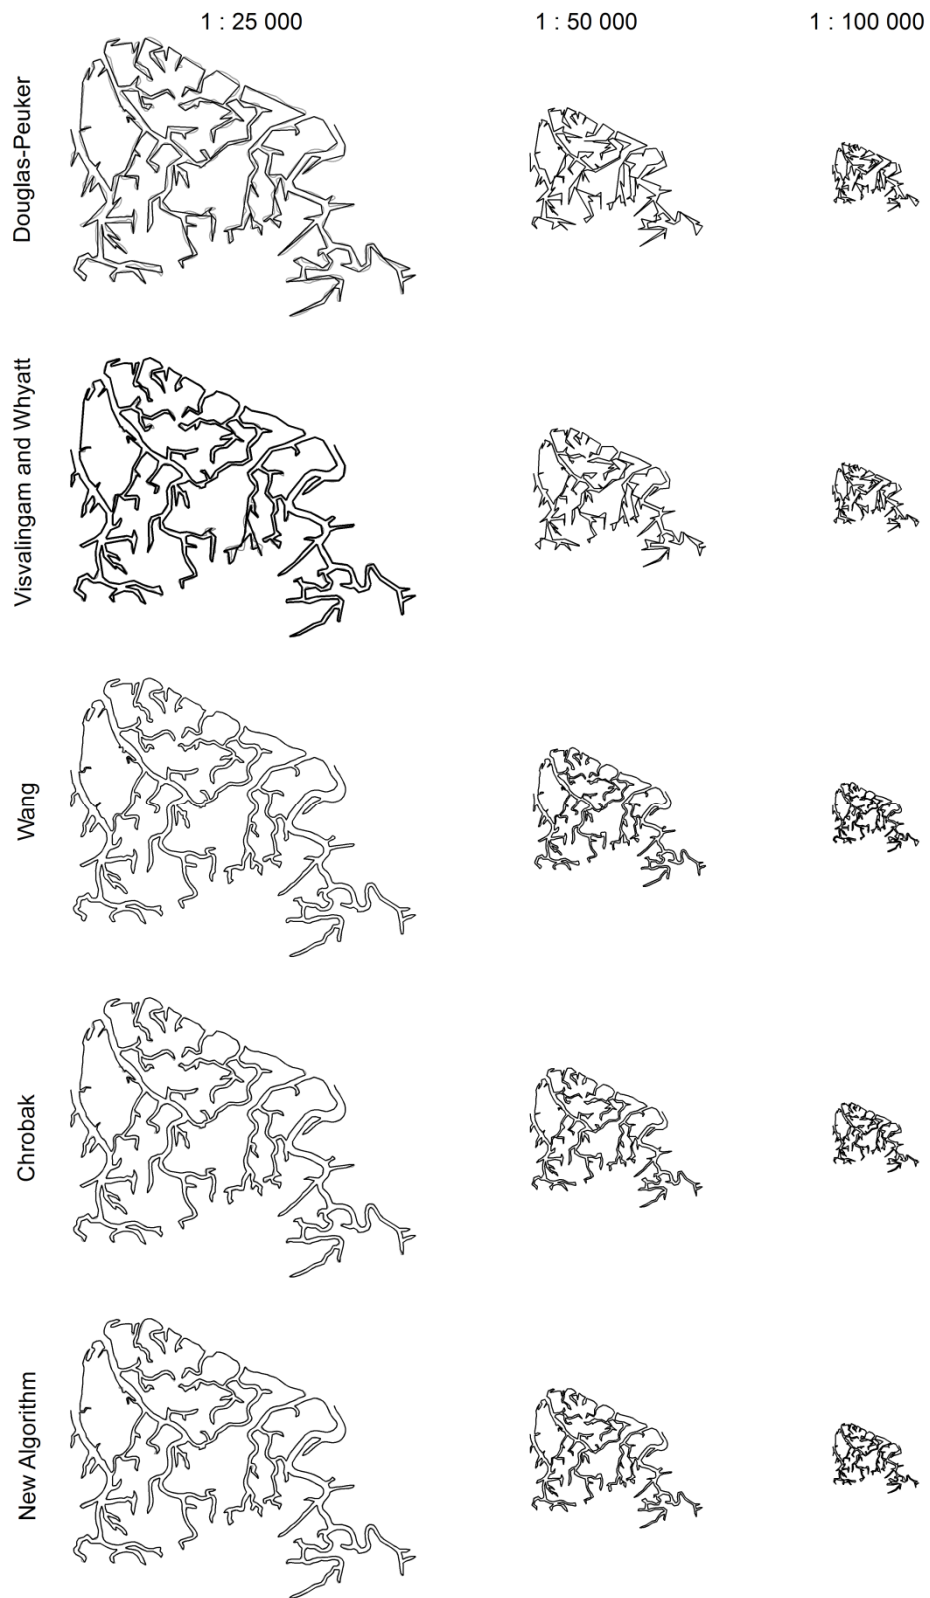 1 : 25 000
1 : 50 000
1 : 100 000
Douglas-Peuker
Visvalingam and Whyatt
Wang
Chrobak
New Algorithm